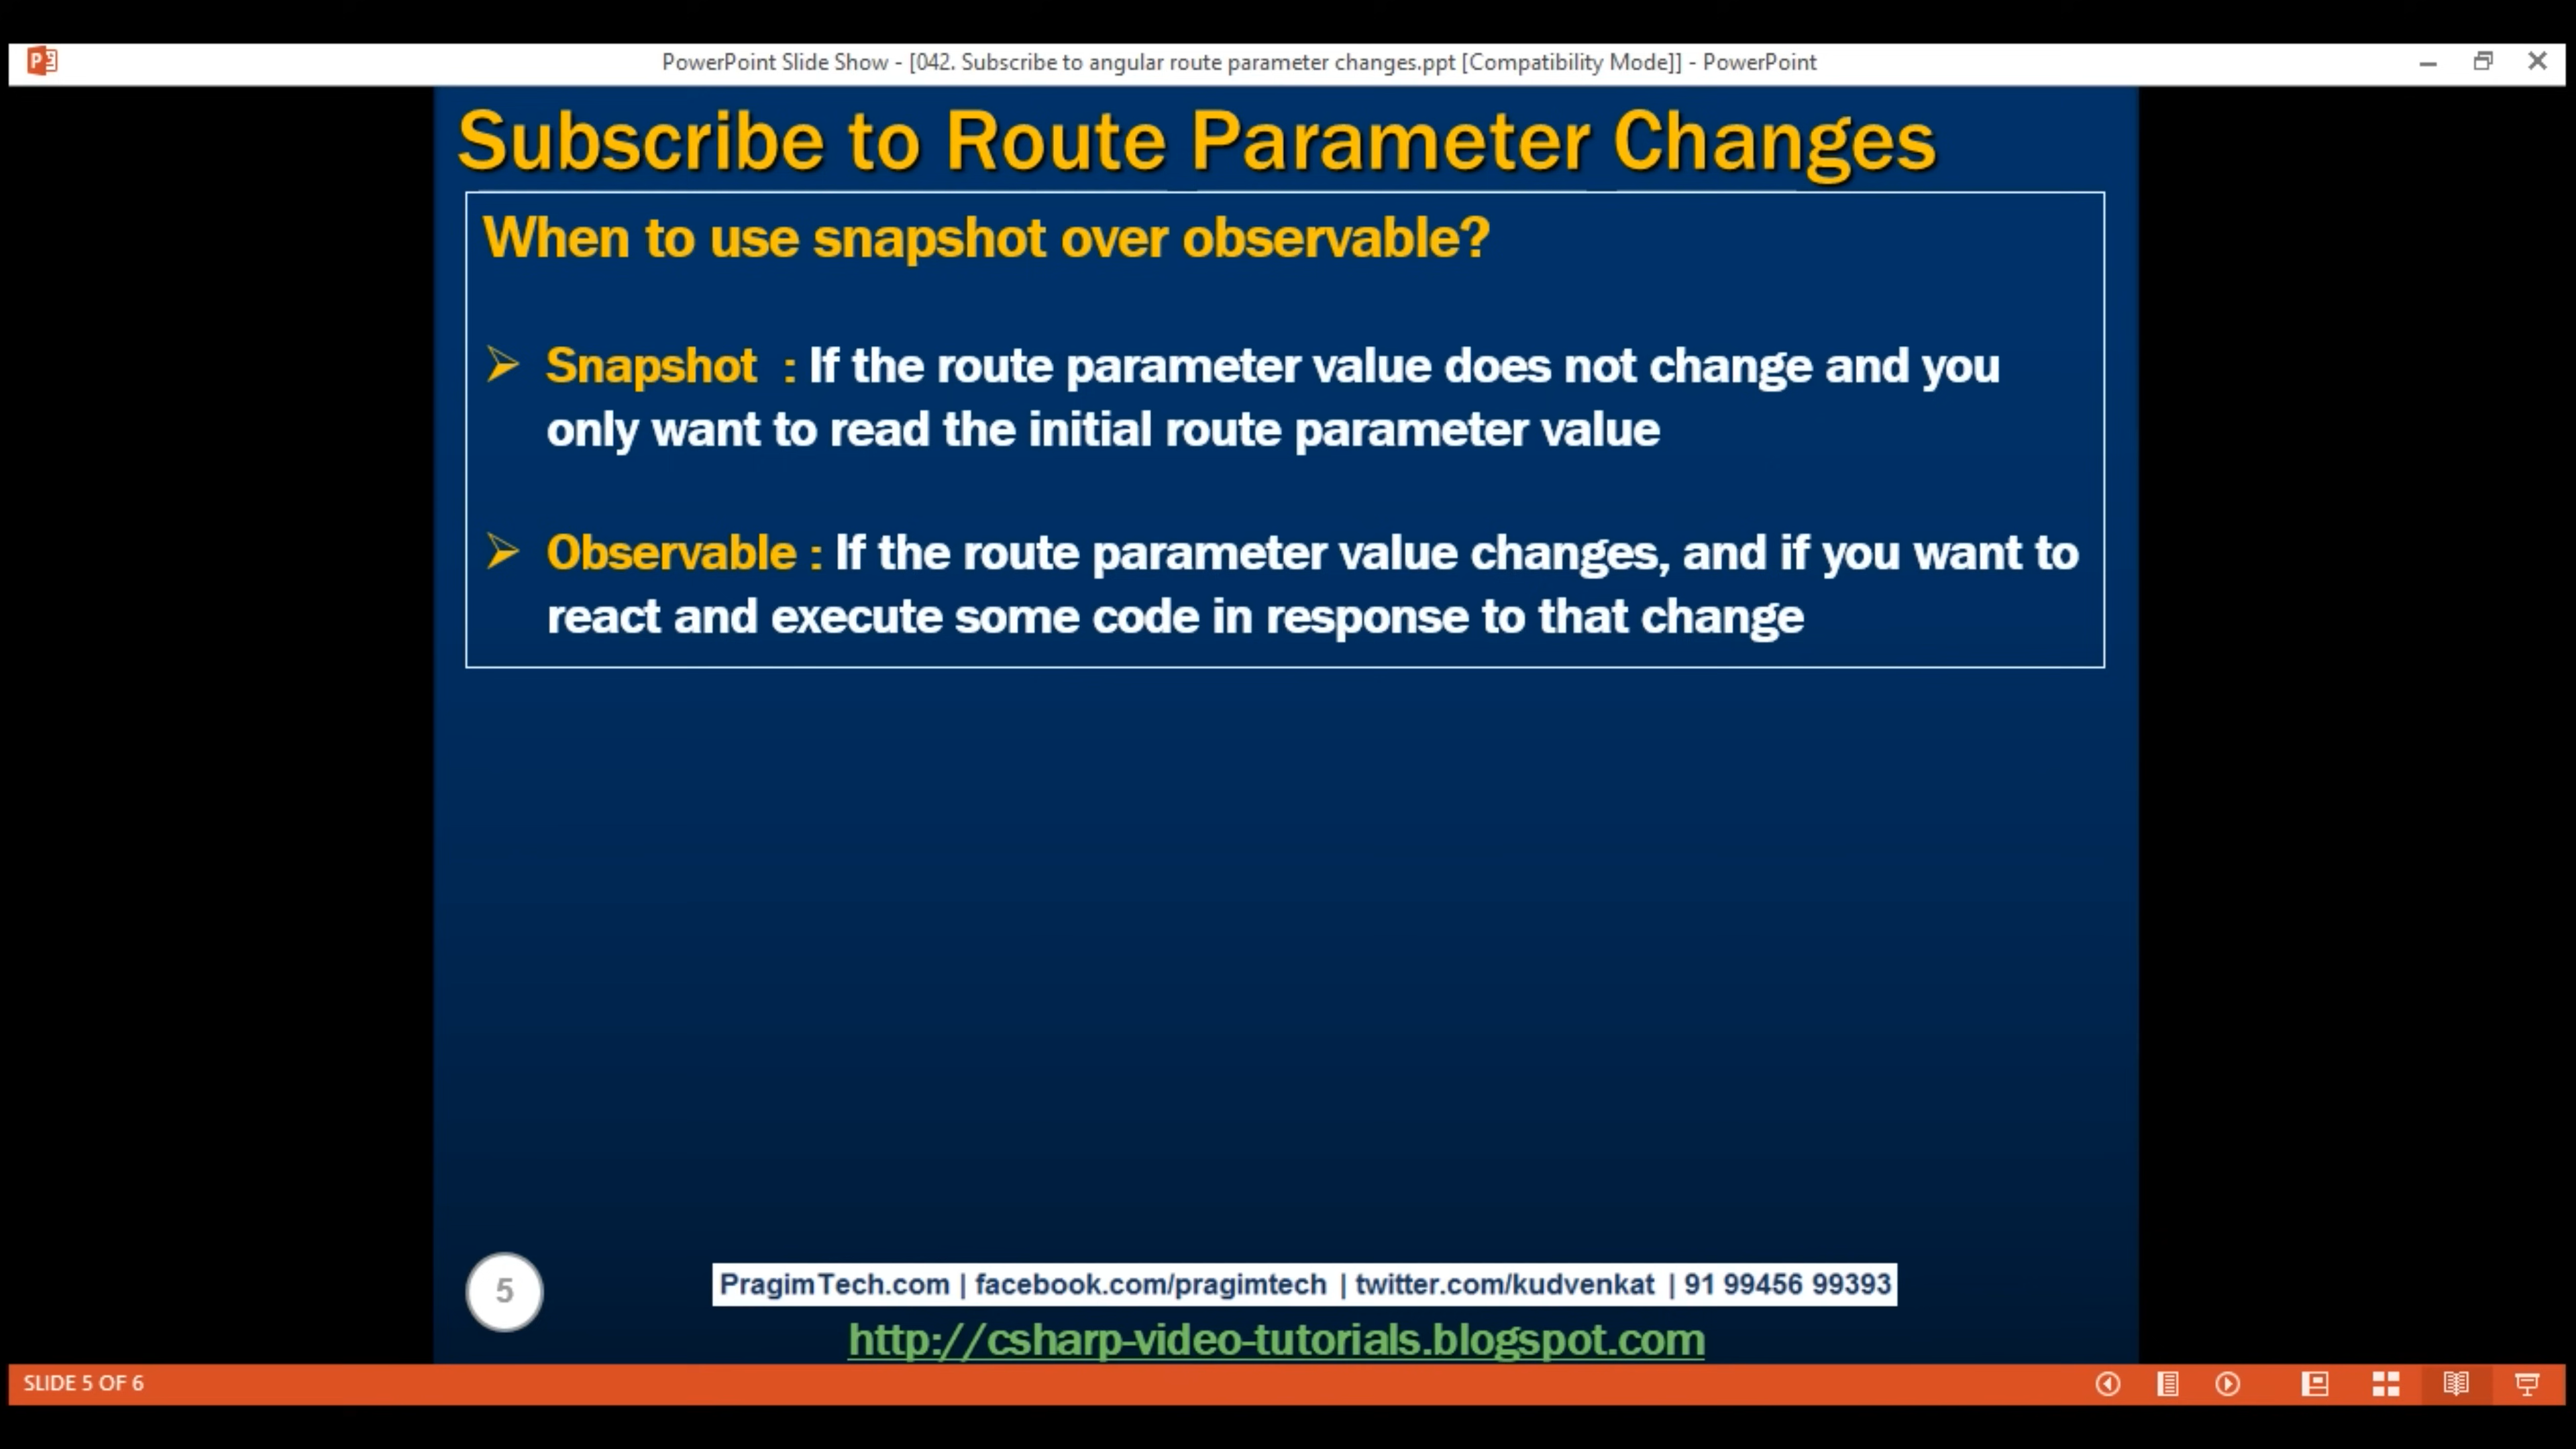 PowerPoint Slide Show - [042. Subscribe to angular route parameter changes.ppt [Compatibility Mode]] - PowerPoint
Subscribe to Route Parameter Changes
When to use snapshot over observable?
Snapshot : If the route parameter value does not change and you
only want to read the initial route parameter value
Observable : If the route parameter value changes, and if you want to
react and execute some code in response to that change
5
PragimTech.com | facebook.com/pragimtech | twitter.com/kudvenkat | 91 99456 99393
http://csharp-video-tutorials.blogspot.com
SLIDE 5 OF 6